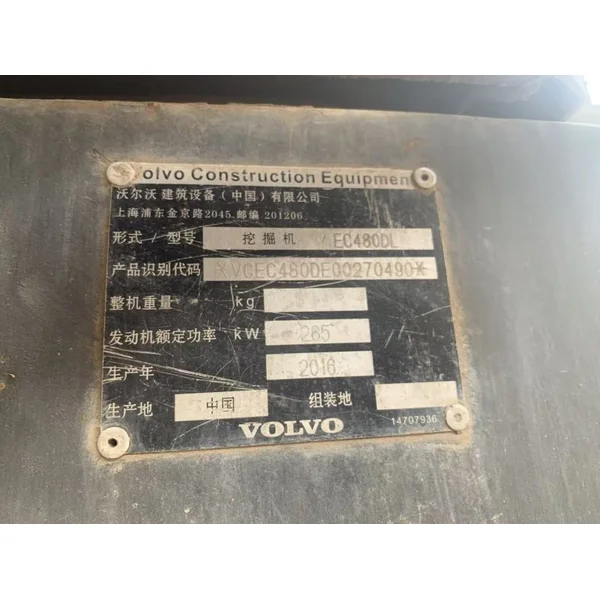 olvo Construction Equipmen
沃尔沃 建筑设备(中国)有限公司
上海浦东金京路2045.邮编 201206
形式/型号 挖掘机 / EC480DL
产品识别代码 *VCEC480DE00270490*
整机重量 kg
发动机额定功率 kW 265
生产年 2016
生产地 中国 组装地
VOLVO 14707936